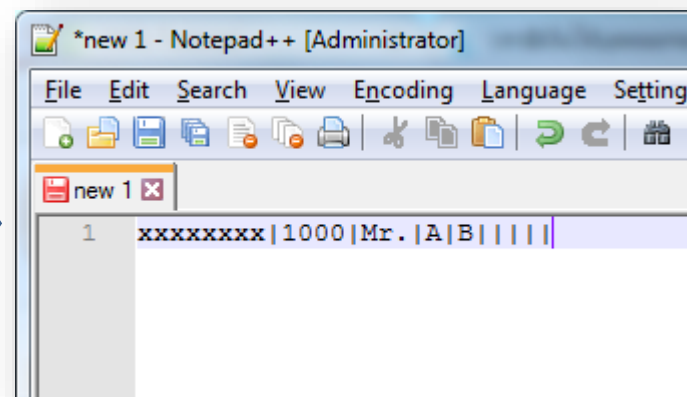 *new 1 - Notepad++ [Administrator]
File Edit Search View Encoding Language Setting
new 1
1 xxxxxxxx|1000|Mr.|A|B|||||